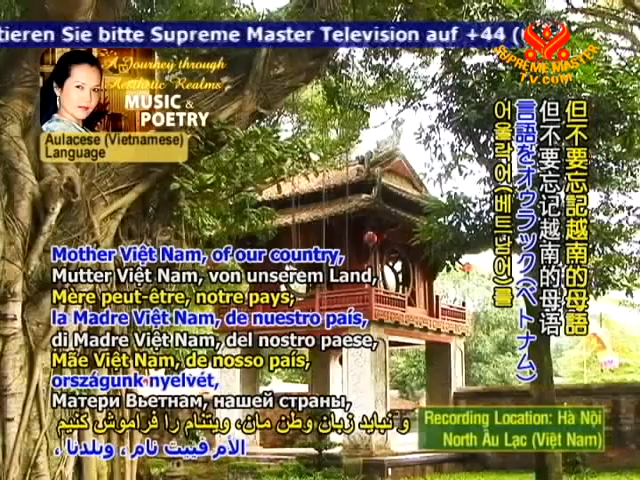 tieren Sie bitte Supreme Master Television auf +44 (
SUPREME MASTER
TV.COM
A Journey through
Aesthetic Realms
MUSIC &
POETRY
Aulacese (Vietnamese)
Language
但不要忘記越南的母語
但不要忘记越南的母语
言語をオウラック(ベトナム)
어울락어(베트남어)를
Mother Việt Nam, of our country,
Mutter Việt Nam, von unserem Land,
Mère peut-être, notre pays;
la Madre Việt Nam, de nuestro país,
di Madre Việt Nam, del nostro paese,
Mãe Việt Nam, de nosso país,
országunk nyelvét,
Матери Вьетнам, нашей страны,
و نباید زبان وطن مان، ویتنام را فراموش کنیم
الأم فييت نام ، وبلدنا ،
Recording Location: Hà Nội
North Âu Lạc (Việt Nam)